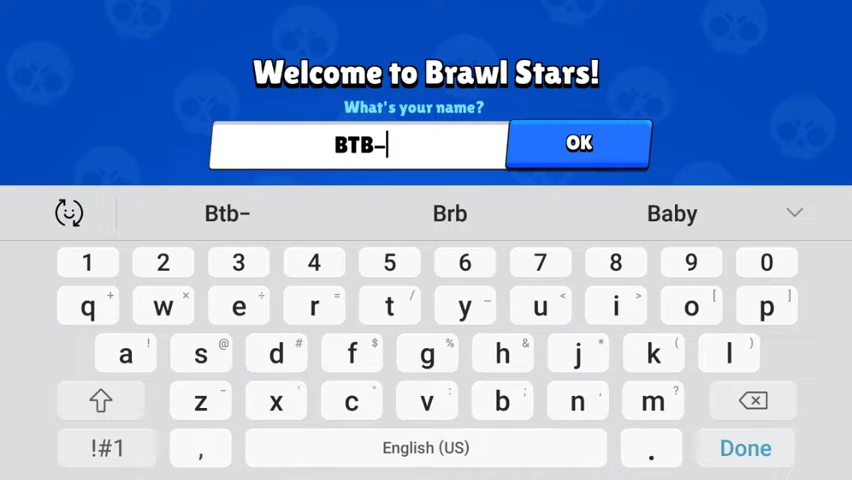 Welcome to Brawl Stars!
What's your name?
BTB-
OK
Btb- Brb Baby
1 2 3 4 5 6 7 8 9 0
q + w × e ÷ r = t / y _ u < i > o [ p ]
a ! s @ d # f $ g % h & j * k ( l )
z - x ' c " v : b ; n , m ?
!#1 , English (US) . Done